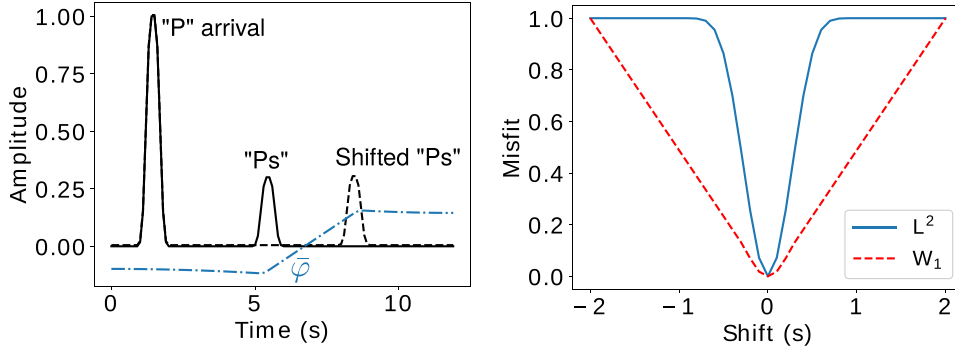 1.00
0.75
0.50
0.25
0.00
Amplitude
"P" arrival
"Ps"
Shifted "Ps"
φ̄
0
5
10
Time (s)
1.0
0.8
0.6
0.4
0.2
0.0
Misfit
L²
W₁
−2
−1
0
1
2
Shift (s)